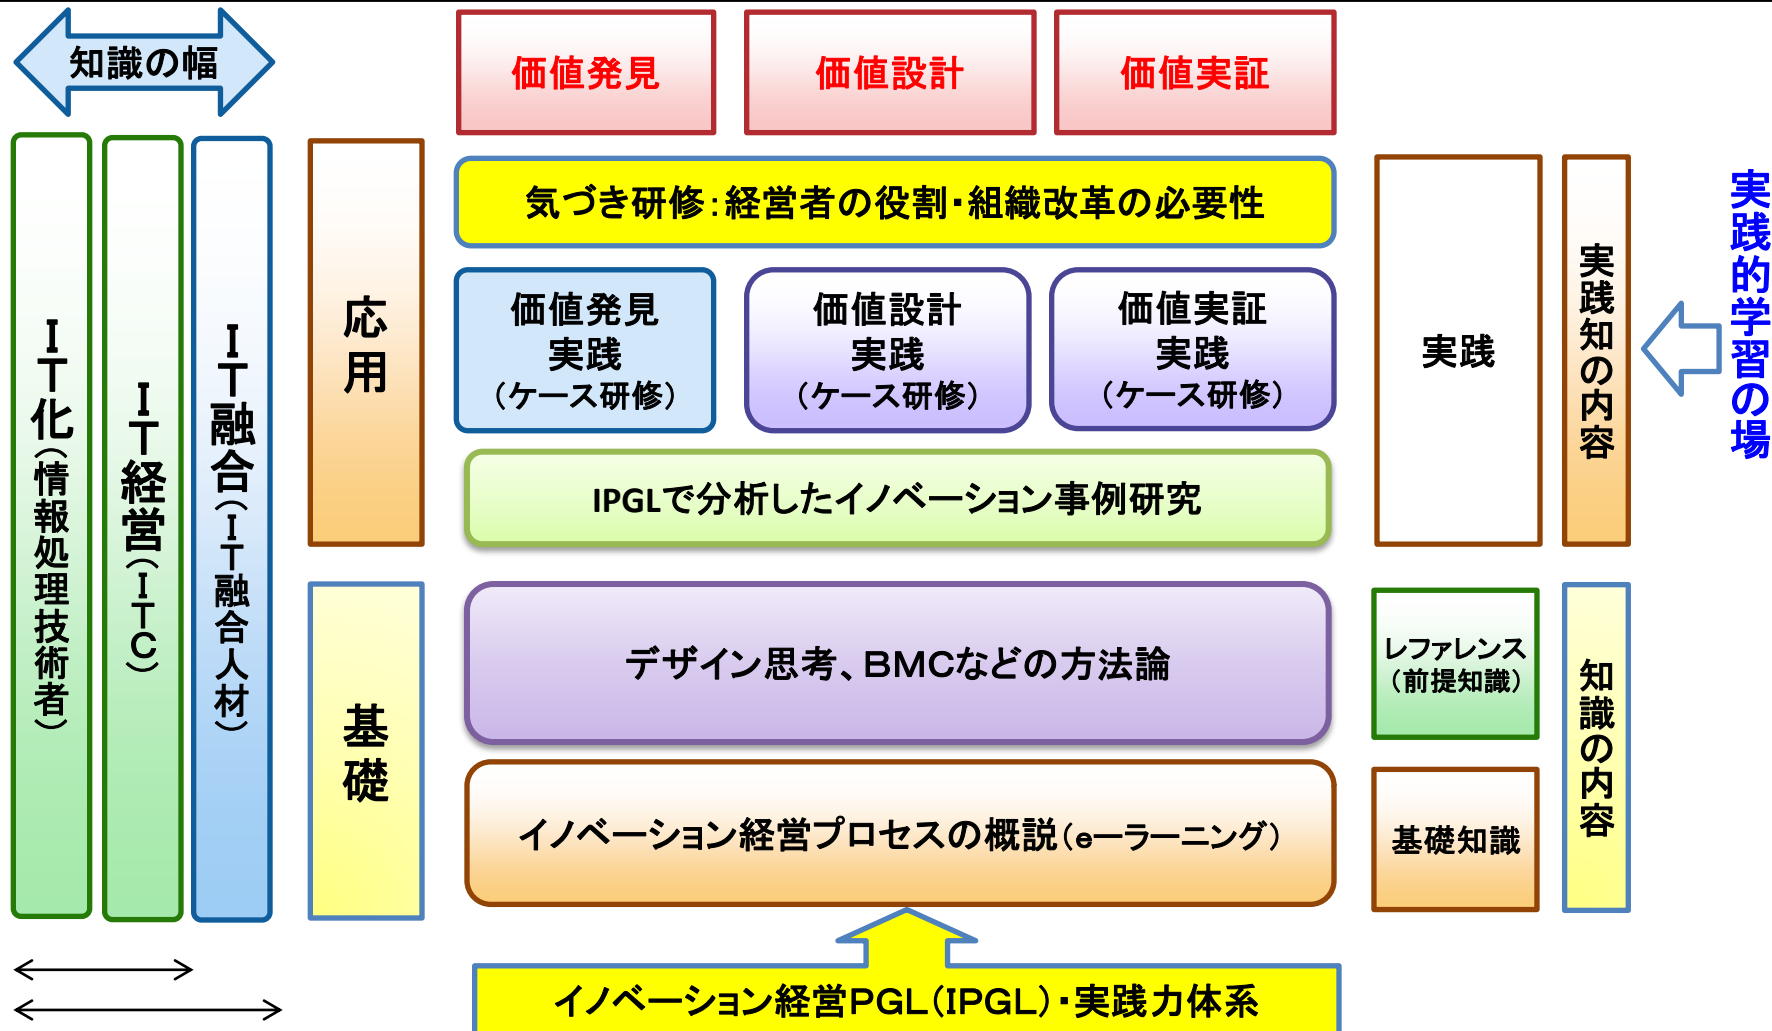 知識の幅
価値発見
価値設計
価値実証
IT化(情報処理技術者)
IT経営(ITC)
IT融合(IT融合人材)
応用
基礎
気づき研修:経営者の役割・組織改革の必要性
価値発見
実践
(ケース研修)
価値設計
実践
(ケース研修)
価値実証
実践
(ケース研修)
IPGLで分析したイノベーション事例研究
デザイン思考、BMCなどの方法論
イノベーション経営プロセスの概説(eーラーニング)
イノベーション経営PGL(IPGL)・実践力体系
実践
レファレンス
(前提知識)
基礎知識
実践知の内容
知識の内容
実践的学習の場